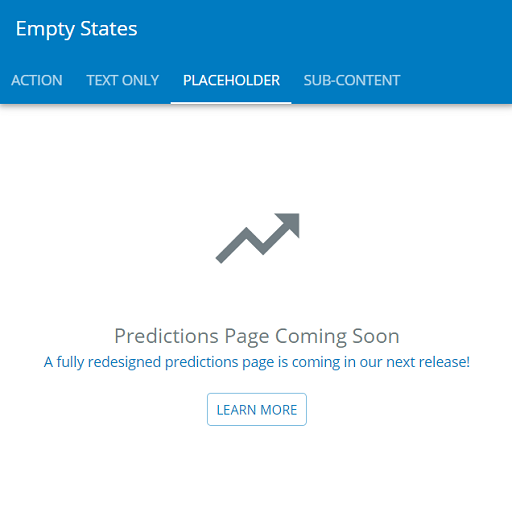 Empty States
ACTION TEXT ONLY PLACEHOLDER SUB-CONTENT
Predictions Page Coming Soon
A fully redesigned predictions page is coming in our next release!
LEARN MORE